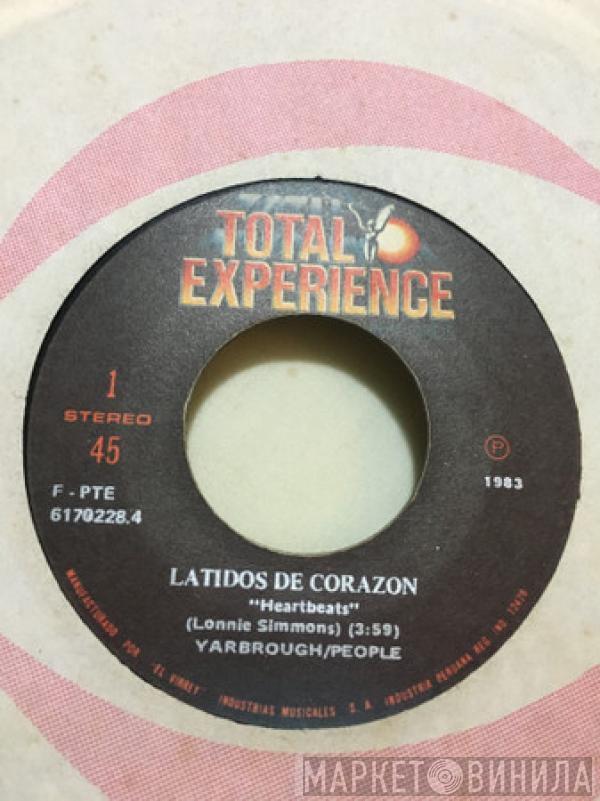 TOTAL
EXPERIENCE
1
STEREO
45
F - PTE
6170228.4
℗
1983
LATIDOS DE CORAZON
"Heartbeats"
(Lonnie Simmons) (3:59)
YARBROUGH/PEOPLE
MANUFACTURADO POR "EL VIRREY" INDUSTRIAS MUSICALES S. A. INDUSTRIA PERUANA REG. IND. 12479
МАРКЕТ ВИНИЛА